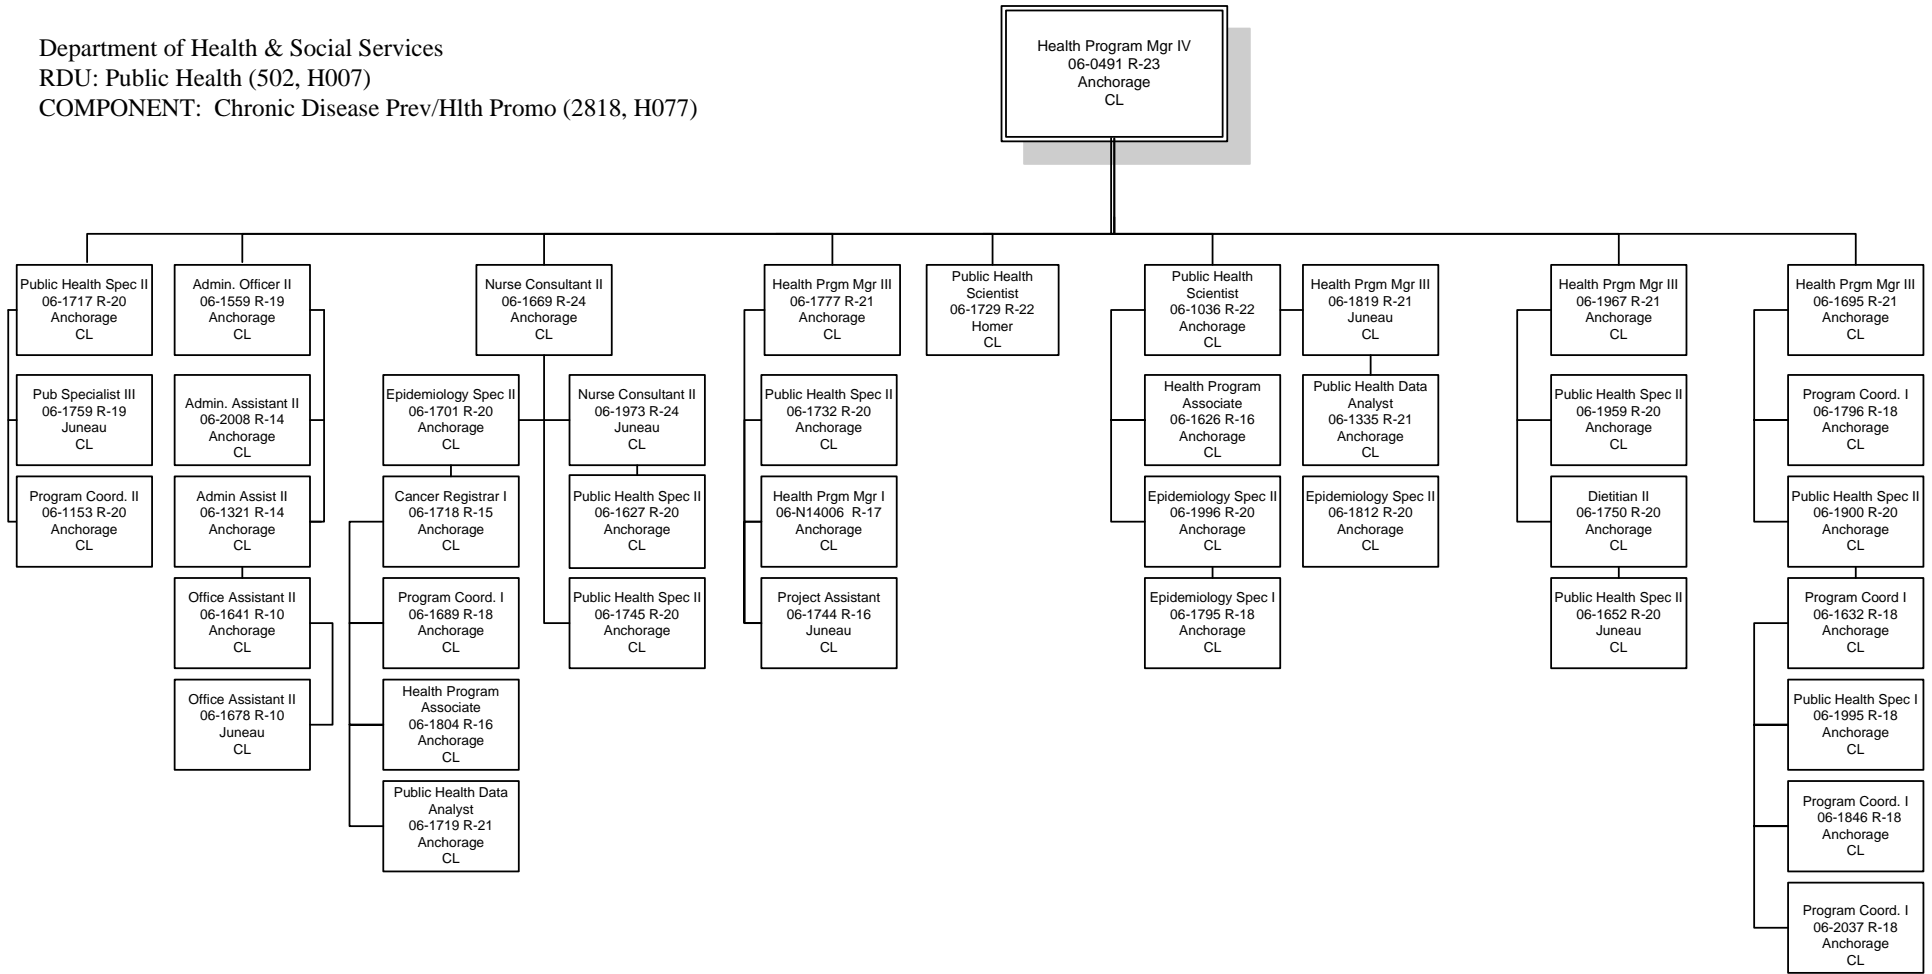 Department of Health & Social Services
RDU: Public Health (502, H007)
COMPONENT:  Chronic Disease Prev/Hlth Promo (2818, H077)
Health Program Mgr IV
06-0491 R-23
Anchorage
CL
Public Health Spec II
06-1717 R-20
Anchorage
CL
Pub Specialist III
06-1759 R-19
Juneau
CL
Program Coord. II
06-1153 R-20
Anchorage
CL
Admin. Officer II
06-1559 R-19
Anchorage
CL
Admin. Assistant II
06-2008 R-14
Anchorage
CL
Admin Assist II
06-1321 R-14
Anchorage
CL
Office Assistant II
06-1641 R-10
Anchorage
CL
Office Assistant II
06-1678 R-10
Juneau
CL
Nurse Consultant II
06-1669 R-24
Anchorage
CL
Epidemiology Spec II
06-1701 R-20
Anchorage
CL
Cancer Registrar I
06-1718 R-15
Anchorage
CL
Program Coord. I
06-1689 R-18
Anchorage
CL
Health Program
Associate
06-1804 R-16
Anchorage
CL
Public Health Data
Analyst
06-1719 R-21
Anchorage
CL
Nurse Consultant II
06-1973 R-24
Juneau
CL
Public Health Spec II
06-1627 R-20
Anchorage
CL
Public Health Spec II
06-1745 R-20
Anchorage
CL
Health Prgm Mgr III
06-1777 R-21
Anchorage
CL
Public Health Spec II
06-1732 R-20
Anchorage
CL
Health Prgm Mgr I
06-N14006  R-17
Anchorage
CL
Project Assistant
06-1744 R-16
Juneau
CL
Public Health
Scientist
06-1729 R-22
Homer
CL
Public Health
Scientist
06-1036 R-22
Anchorage
CL
Health Program
Associate
06-1626 R-16
Anchorage
CL
Epidemiology Spec II
06-1996 R-20
Anchorage
CL
Epidemiology Spec I
06-1795 R-18
Anchorage
CL
Health Prgm Mgr III
06-1819 R-21
Juneau
CL
Public Health Data
Analyst
06-1335 R-21
Anchorage
CL
Epidemiology Spec II
06-1812 R-20
Anchorage
CL
Health Prgm Mgr III
06-1967 R-21
Anchorage
CL
Public Health Spec II
06-1959 R-20
Anchorage
CL
Dietitian II
06-1750 R-20
Anchorage
CL
Public Health Spec II
06-1652 R-20
Juneau
CL
Health Prgm Mgr III
06-1695 R-21
Anchorage
CL
Program Coord. I
06-1796 R-18
Anchorage
CL
Public Health Spec II
06-1900 R-20
Anchorage
CL
Program Coord I
06-1632 R-18
Anchorage
CL
Public Health Spec I
06-1995 R-18
Anchorage
CL
Program Coord. I
06-1846 R-18
Anchorage
CL
Program Coord. I
06-2037 R-18
Anchorage
CL